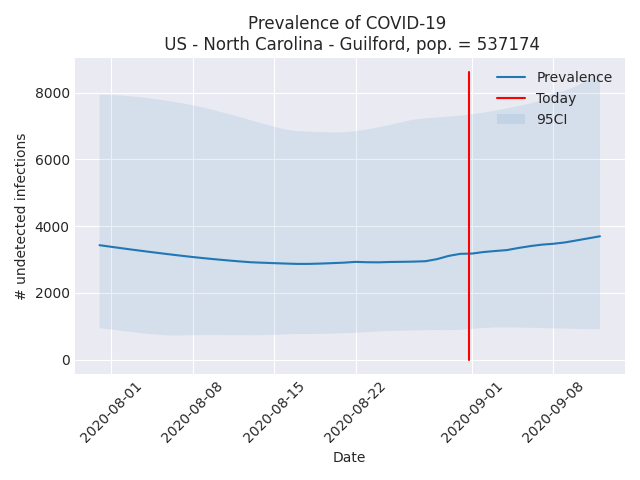 Prevalence of COVID-19
US - North Carolina - Guilford, pop. = 537174
Prevalence
Today
95CI
# undetected infections
8000
6000
4000
2000
0
2020-08-01
2020-08-08
2020-08-15
2020-08-22
2020-09-01
2020-09-08
Date